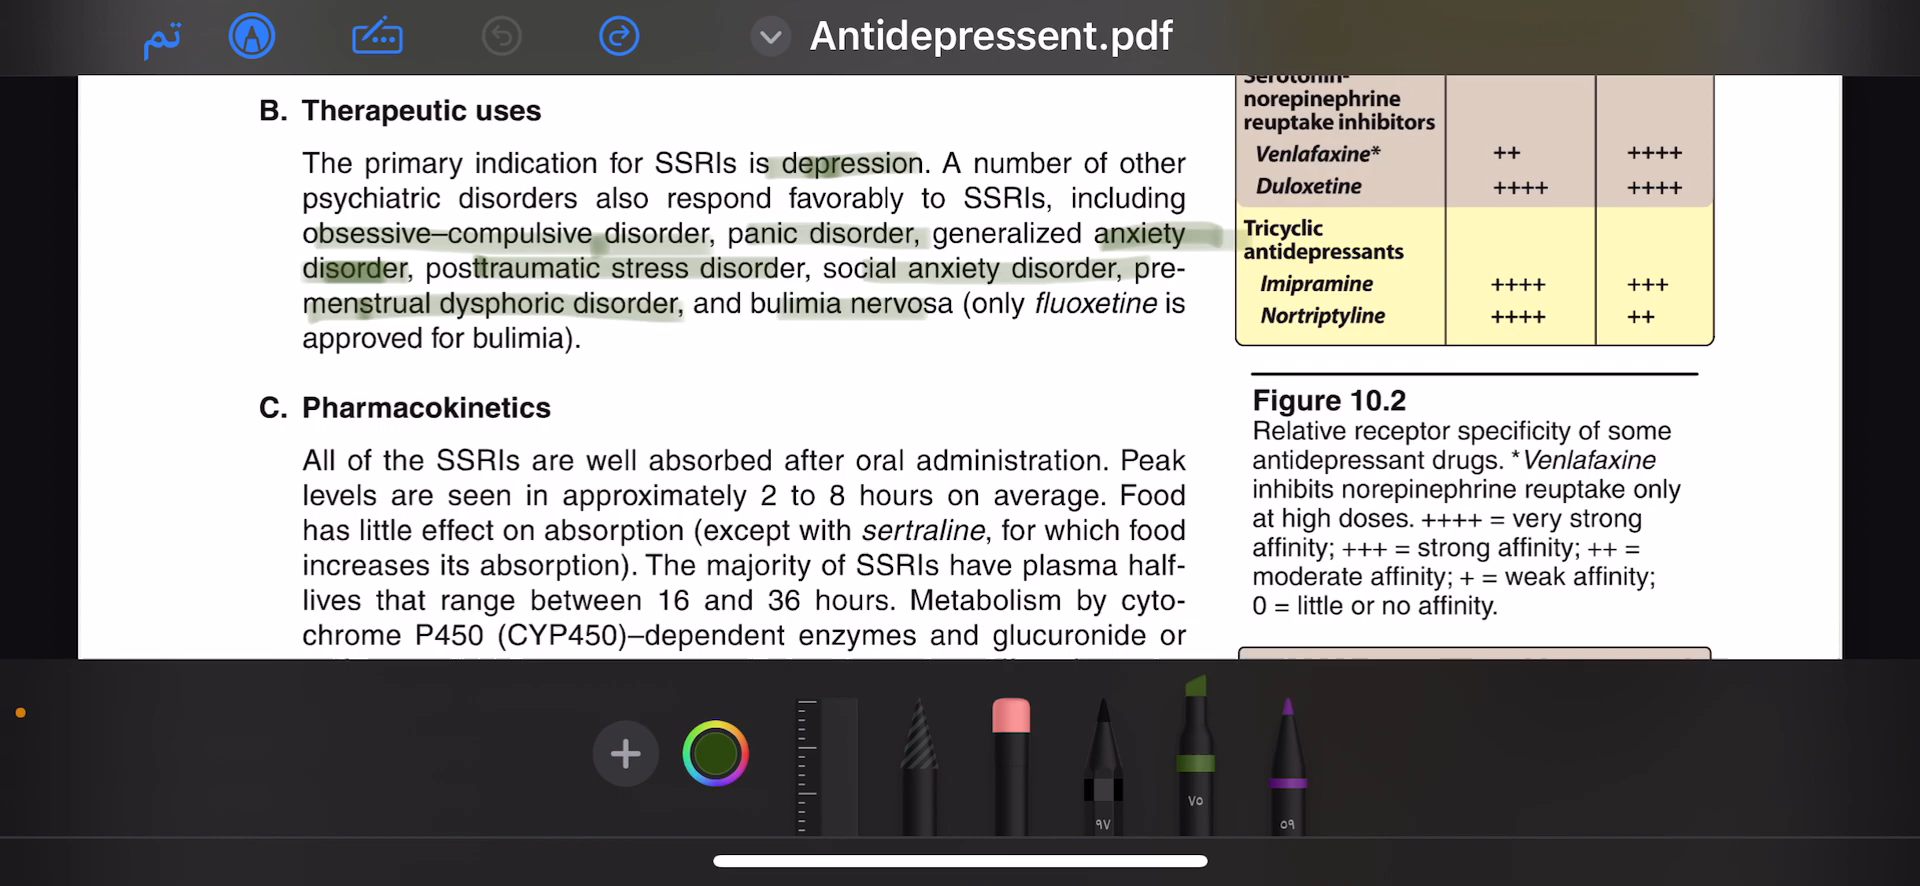 تم
Antidepressent.pdf
B. Therapeutic uses
The primary indication for SSRIs is depression. A number of other
psychiatric disorders also respond favorably to SSRIs, including
obsessive–compulsive disorder, panic disorder, generalized anxiety
disorder, posttraumatic stress disorder, social anxiety disorder, pre-
menstrual dysphoric disorder, and bulimia nervosa (only fluoxetine is
approved for bulimia).
C. Pharmacokinetics
All of the SSRIs are well absorbed after oral administration. Peak
levels are seen in approximately 2 to 8 hours on average. Food
has little effect on absorption (except with sertraline, for which food
increases its absorption). The majority of SSRIs have plasma half-
lives that range between 16 and 36 hours. Metabolism by cyto-
chrome P450 (CYP450)–dependent enzymes and glucuronide or
Serotonin-
norepinephrine
reuptake inhibitors
Venlafaxine* ++ ++++
Duloxetine ++++ ++++
Tricyclic
antidepressants
Imipramine ++++ +++
Nortriptyline ++++ ++
Figure 10.2
Relative receptor specificity of some
antidepressant drugs. *Venlafaxine
inhibits norepinephrine reuptake only
at high doses. ++++ = very strong
affinity; +++ = strong affinity; ++ =
moderate affinity; + = weak affinity;
0 = little or no affinity.
٩٧
٧٥
٥٩